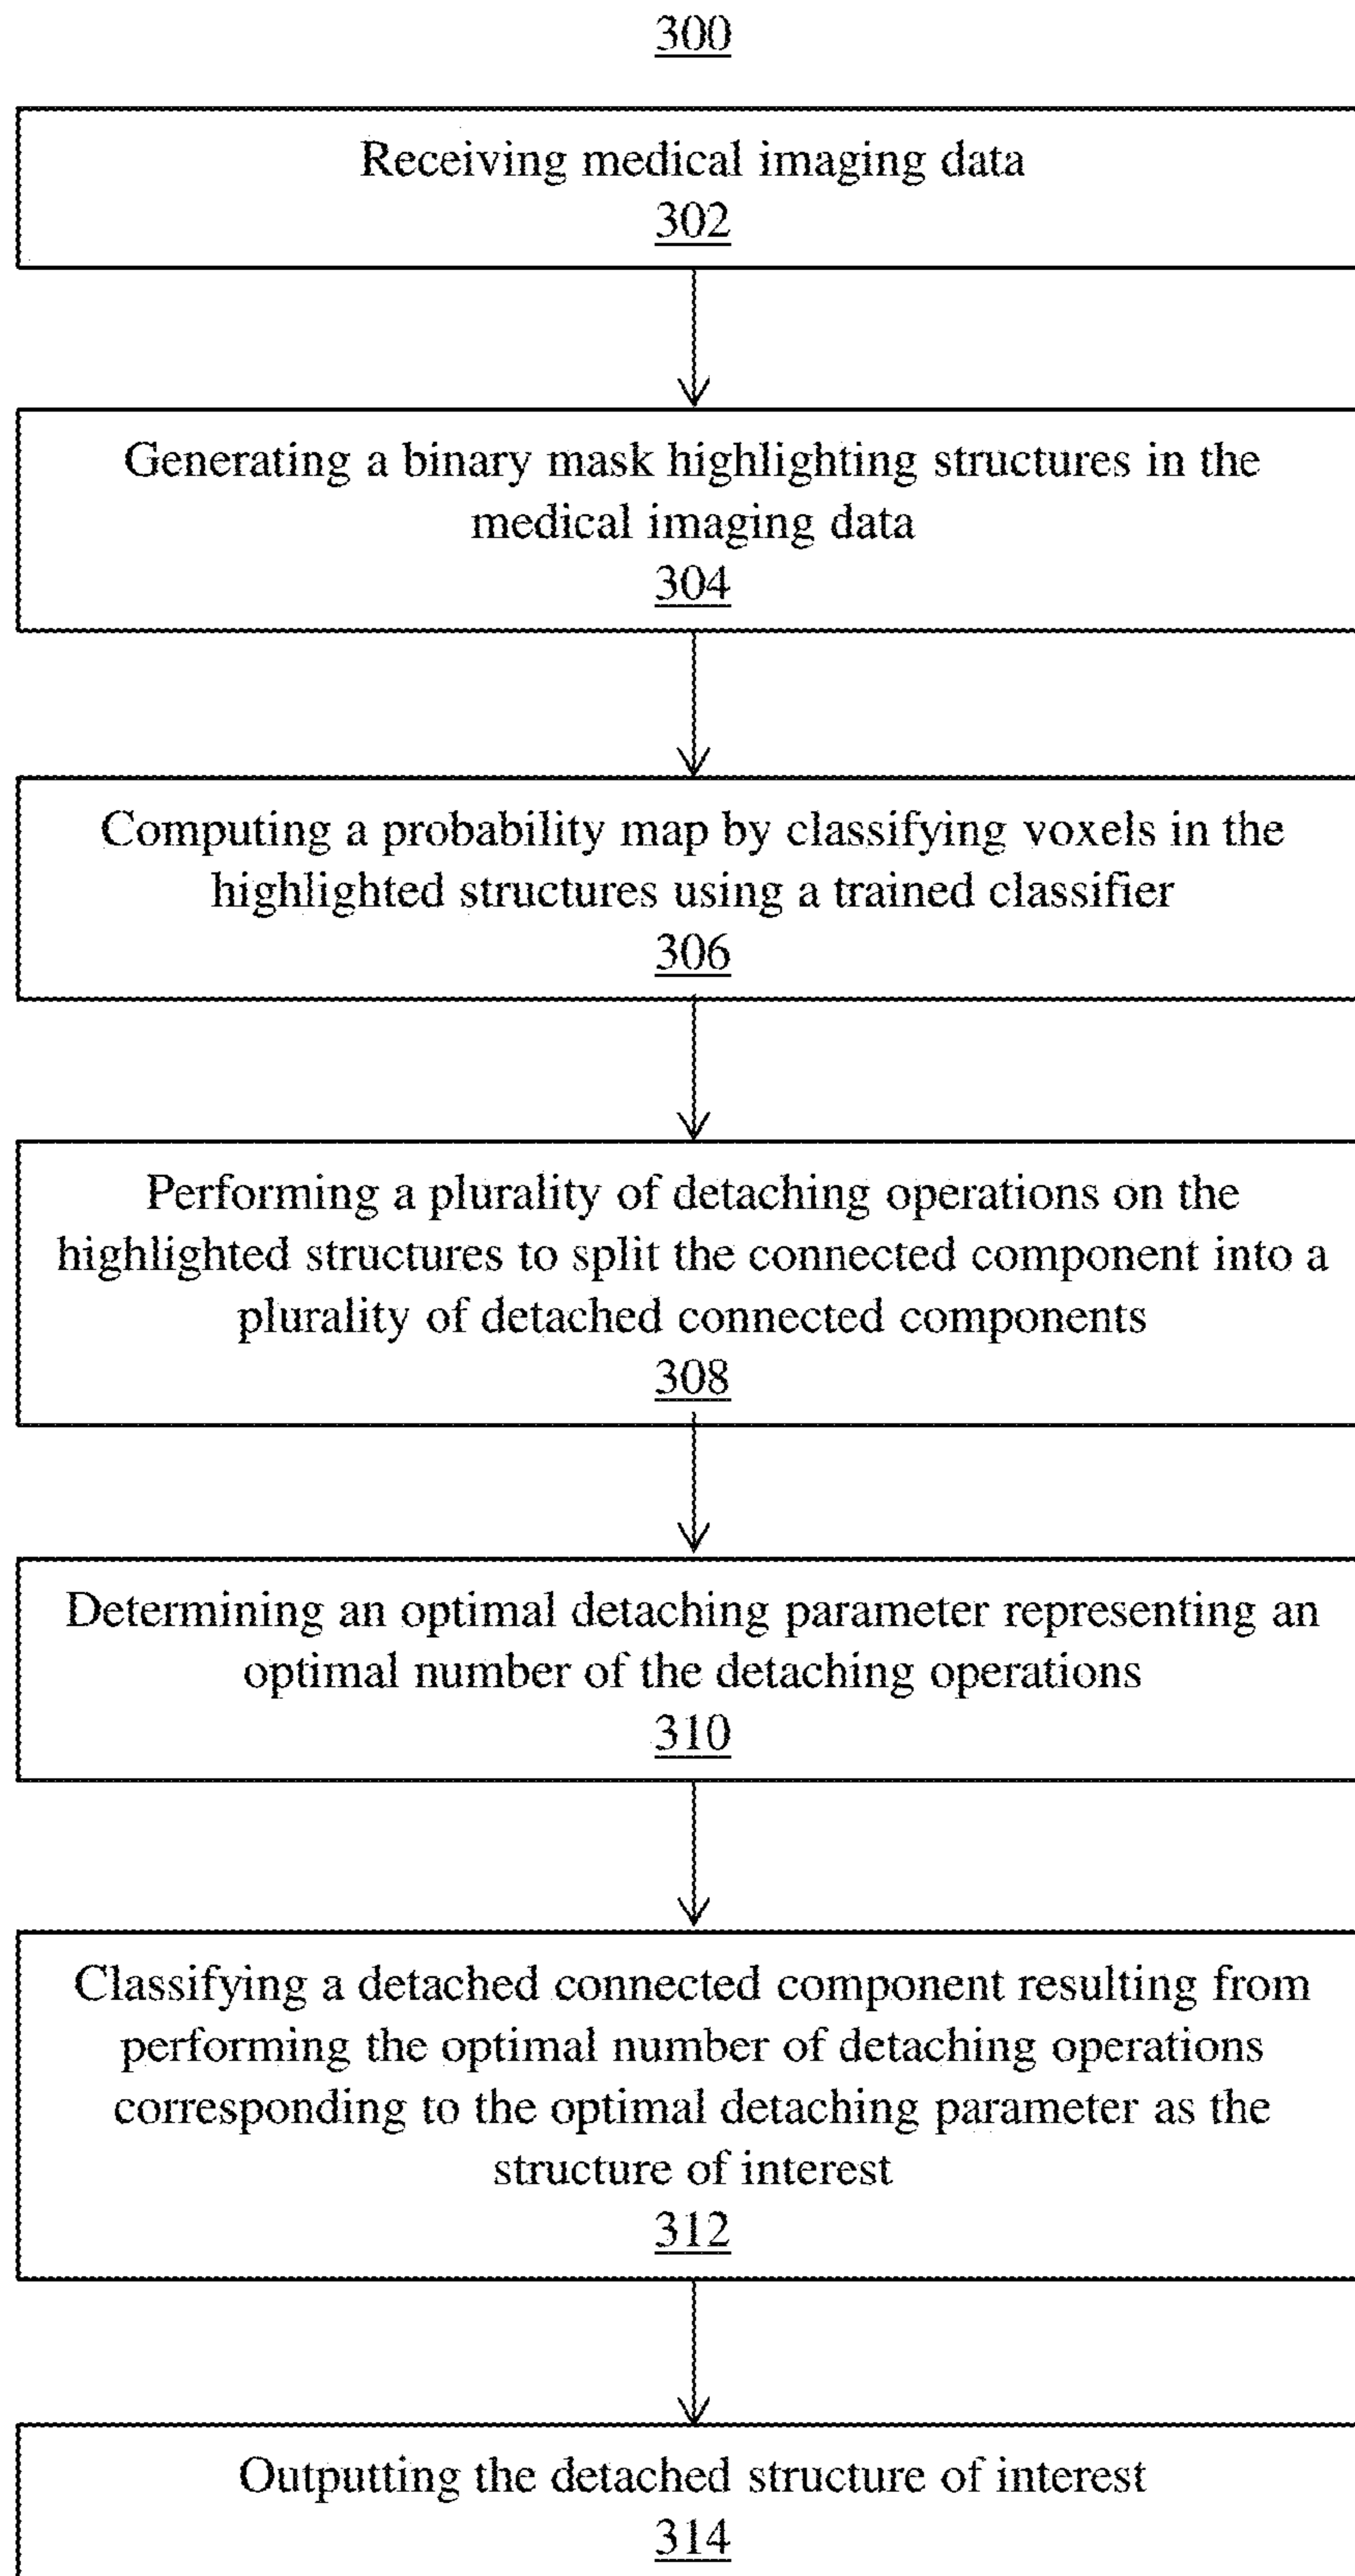 300
Receiving medical imaging data
302
Generating a binary mask highlighting structures in the
medical imaging data
304
Computing a probability map by classifying voxels in the
highlighted structures using a trained classifier
306
Performing a plurality of detaching operations on the
highlighted structures to split the connected component into a
plurality of detached connected components
308
Determining an optimal detaching parameter representing an
optimal number of the detaching operations
310
Classifying a detached connected component resulting from
performing the optimal number of detaching operations
corresponding to the optimal detaching parameter as the
structure of interest
312
Outputting the detached structure of interest
314